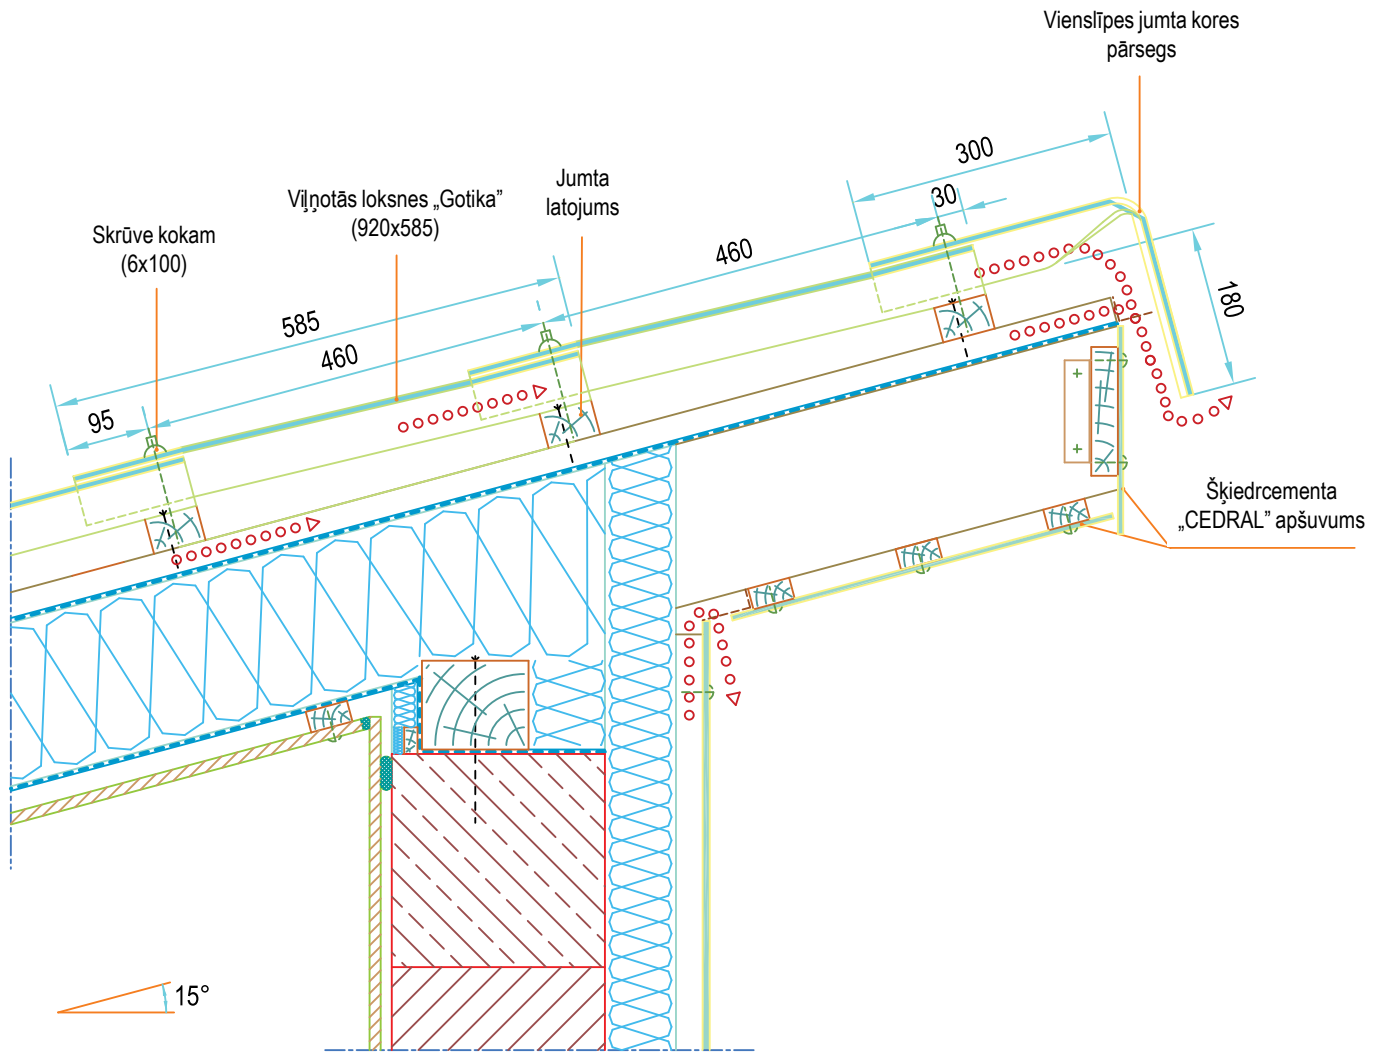 Vienslīpes jumta kores
pārsegs
300
30
Jumta
latojums
Viļņotās loksnes „Gotika”
(920x585)
Skrūve kokam
(6x100)
460
180
585
460
95
Šķiedrcementa
„CEDRAL” apšuvums
15°